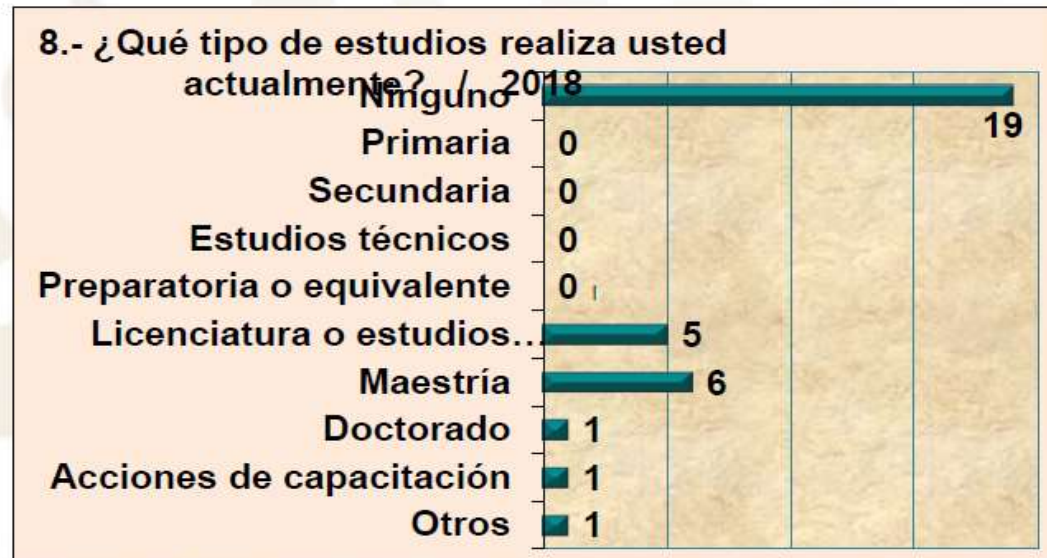 8.- ¿Qué tipo de estudios realiza usted
actualmente? / 2018
Ninguno 19
Primaria 0
Secundaria 0
Estudios técnicos 0
Preparatoria o equivalente 0
Licenciatura o estudios… 5
Maestría 6
Doctorado 1
Acciones de capacitación 1
Otros 1